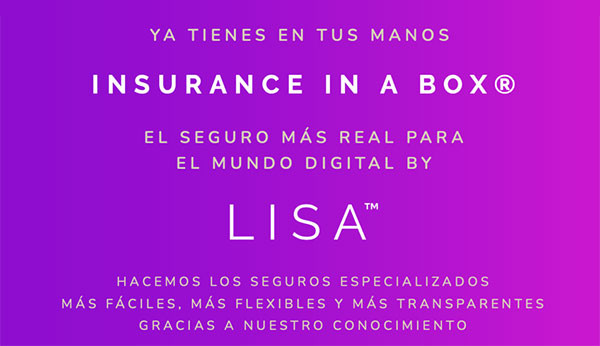 YA TIENES EN TUS MANOS
INSURANCE IN A BOX®
EL SEGURO MÁS REAL PARA
EL MUNDO DIGITAL BY
LISA™
HACEMOS LOS SEGUROS ESPECIALIZADOS
MÁS FÁCILES, MÁS FLEXIBLES Y MÁS TRANSPARENTES
GRACIAS A NUESTRO CONOCIMIENTO